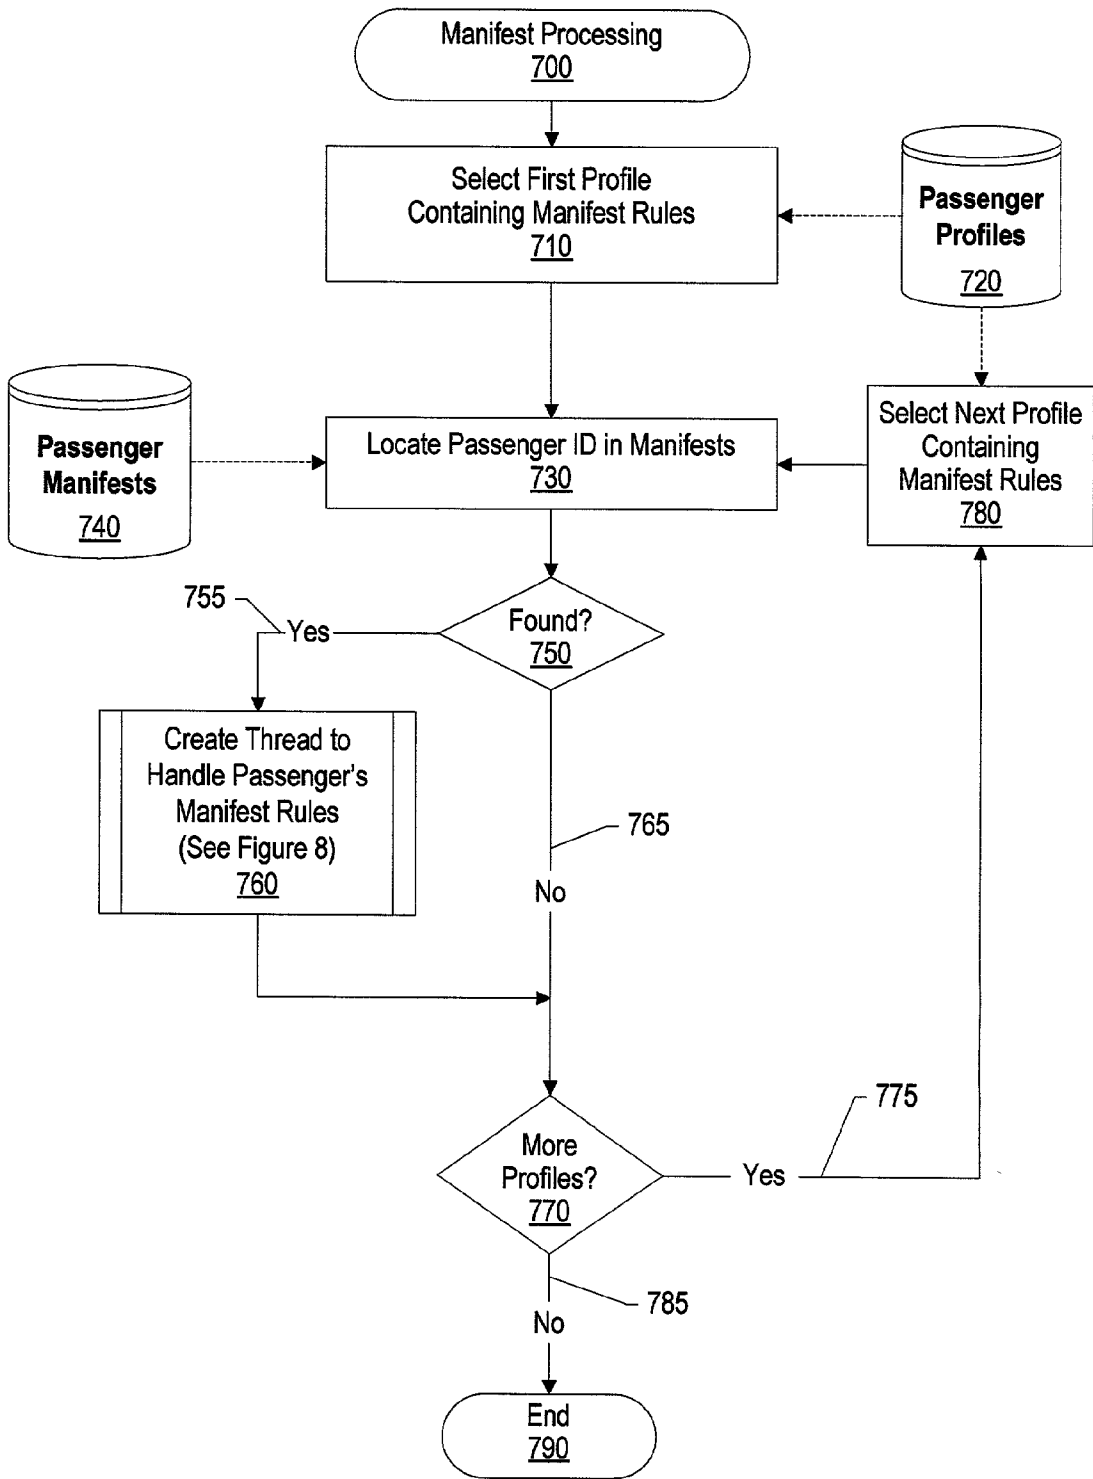 Manifest Processing
700
Select First Profile
Containing Manifest Rules
710
Passenger
Profiles
720
Passenger
Manifests
740
Locate Passenger ID in Manifests
730
Select Next Profile
Containing
Manifest Rules
780
755
Yes
Found?
750
Create Thread to
Handle Passenger's
Manifest Rules
(See Figure 8)
760
765
No
More
Profiles?
770
Yes
775
785
No
End
790